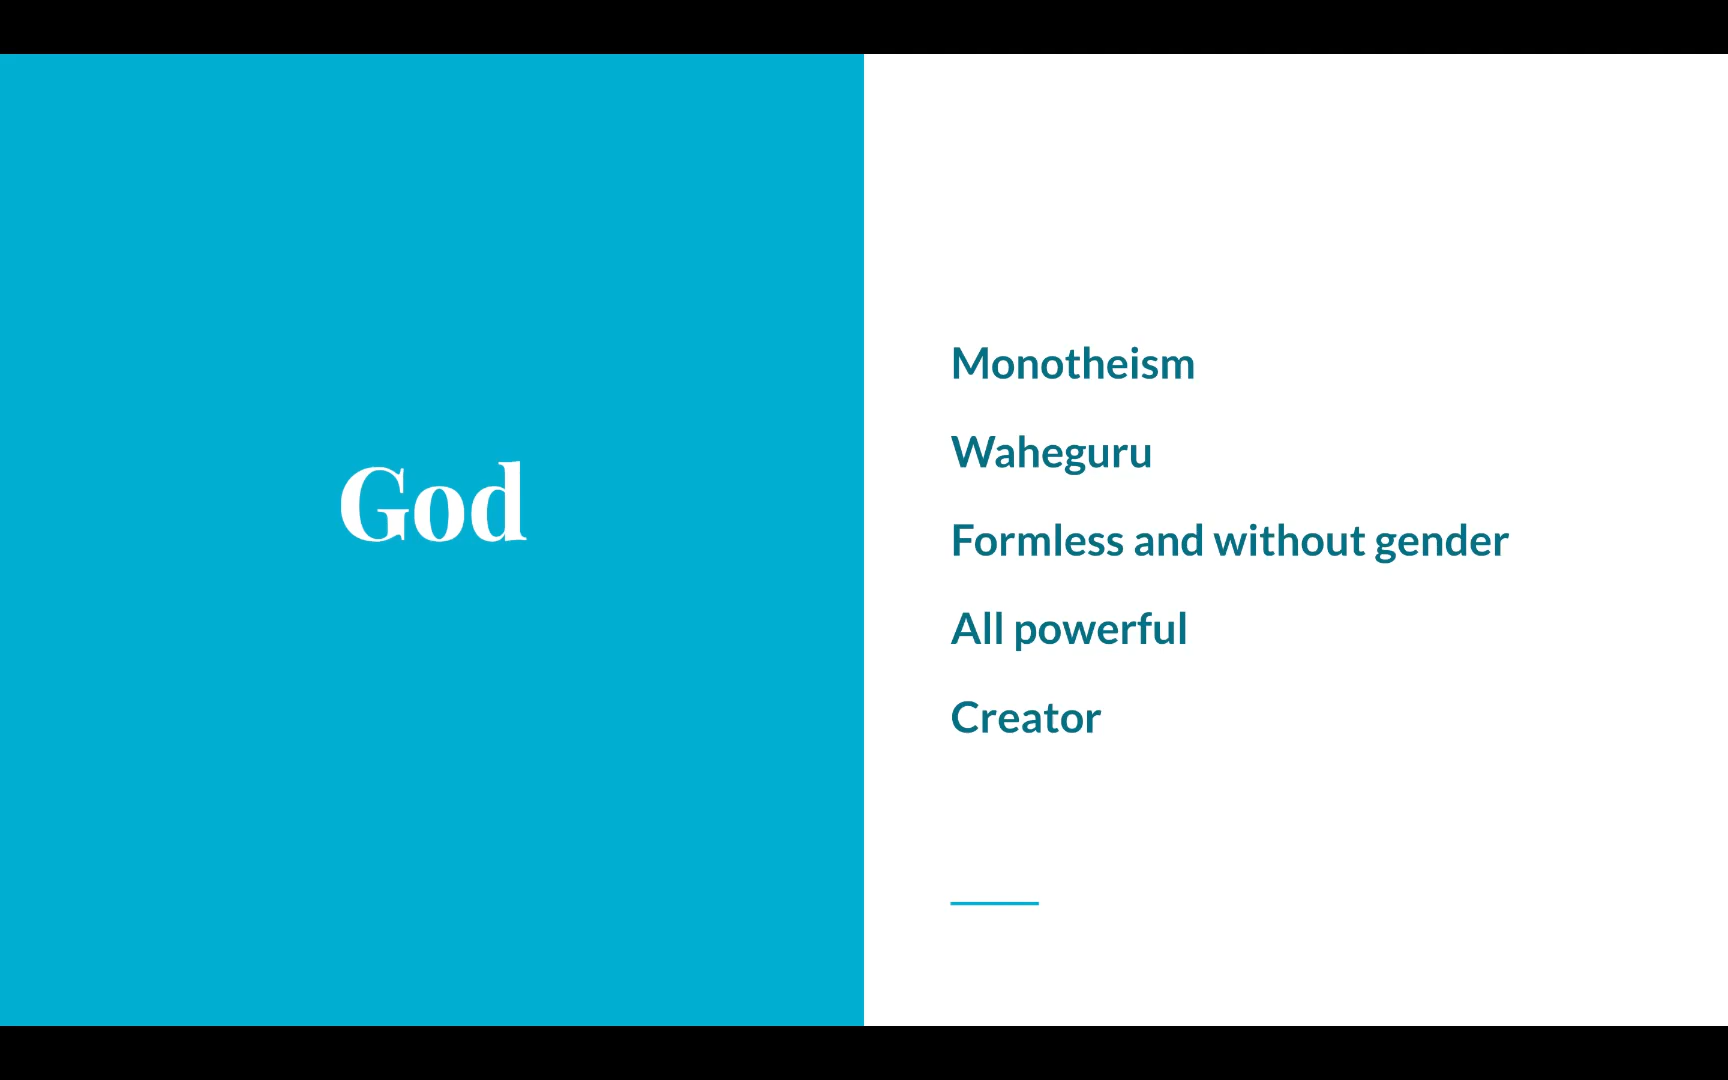 God
Monotheism
Waheguru
Formless and without gender
All powerful
Creator